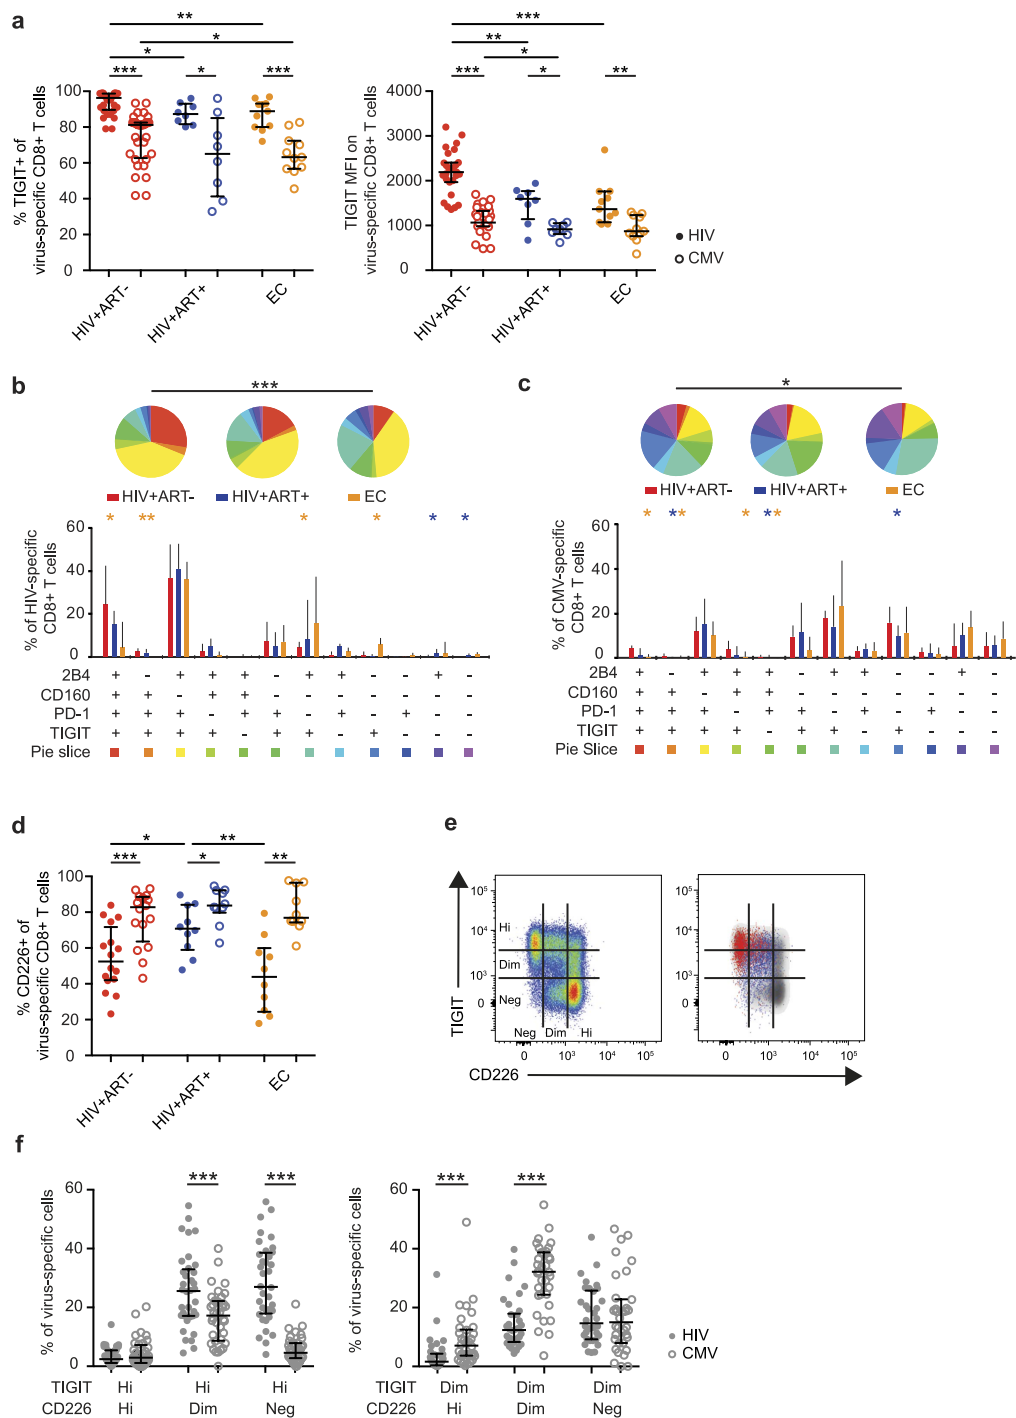 a
** *** 
* **
* *
*** * *** *** * **
% TIGIT+ of
virus-specific CD8+ T cells
100
80
60
40
20
0
HIV+ART-
HIV+ART+
EC
TIGIT MFI on
virus-specific CD8+ T cells
4000
3000
2000
1000
0
HIV+ART-
HIV+ART+
EC
HIV
CMV
b
***
HIV+ART- HIV+ART+ EC
* ** * * * *
% of HIV-specific
CD8+ T cells
60
40
20
0
2B4 + - + - + - + + - - + -
CD160 + + - + + - - - - - - -
PD-1 + + + - + + - + - + - -
TIGIT + + + + - + + - + - - -
Pie slice
c
*
HIV+ART- HIV+ART+ EC
* ** * ** *
% of CMV-specific
CD8+ T cells
60
40
20
0
2B4 + - + + - - + + - - + -
CD160 + + - + + - - - - - - -
PD-1 + + + - + + - + - + - -
TIGIT + + + + - + + - + - - -
Pie Slice
d
* **
*** * **
% CD226+ of
virus-specific CD8+ T cells
100
80
60
40
20
0
HIV+ART-
HIV+ART+
EC
e
TIGIT
10⁵
10³
0
Hi
Dim
Neg
Neg Dim Hi
0 10³ 10⁵
10⁵
10³
0
0 10³ 10⁵
CD226
f
*** ***
% of virus-specific cells
60
40
20
0
TIGIT Hi Hi Hi
CD226 Hi Dim Neg
*** ***
% of virus-specific cells
60
40
20
0
TIGIT Dim Dim Dim
CD226 Hi Dim Neg
HIV
CMV